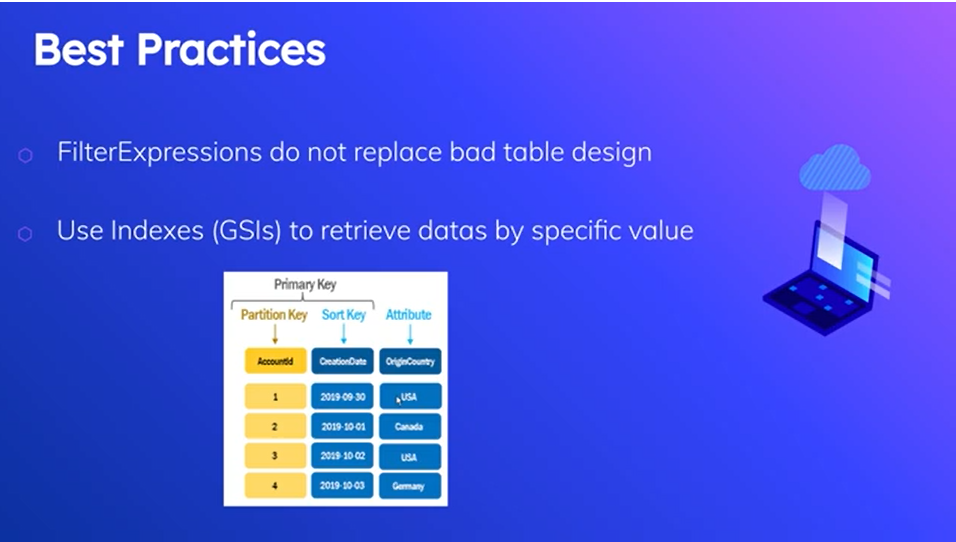 Best Practices
FilterExpressions do not replace bad table design
Use Indexes (GSIs) to retrieve datas by specific value
Primary Key
Partition Key Sort Key Attribute
AccountId CreationDate OriginCountry
1 2019-09-30 USA
2 2019-10-01 Canada
3 2019-10-02 USA
4 2019-10-03 Germany